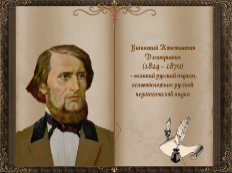 Ушинский Константин
Дмитриевич
(1824 – 1870)
- великий русский педагог,
основоположник русской
педагогической науки